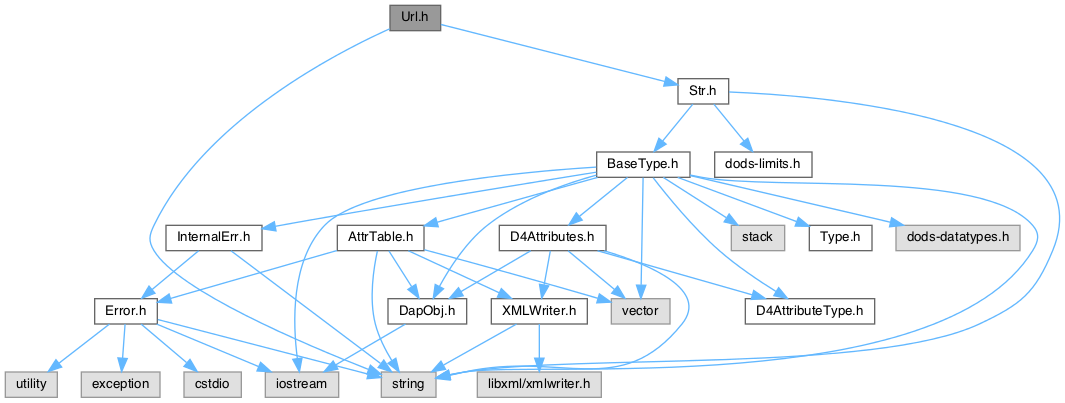 Url.h
Str.h
BaseType.h
dods-limits.h
InternalErr.h
AttrTable.h
D4Attributes.h
stack
Type.h
dods-datatypes.h
Error.h
DapObj.h
XMLWriter.h
vector
D4AttributeType.h
utility
exception
cstdio
iostream
string
libxml/xmlwriter.h